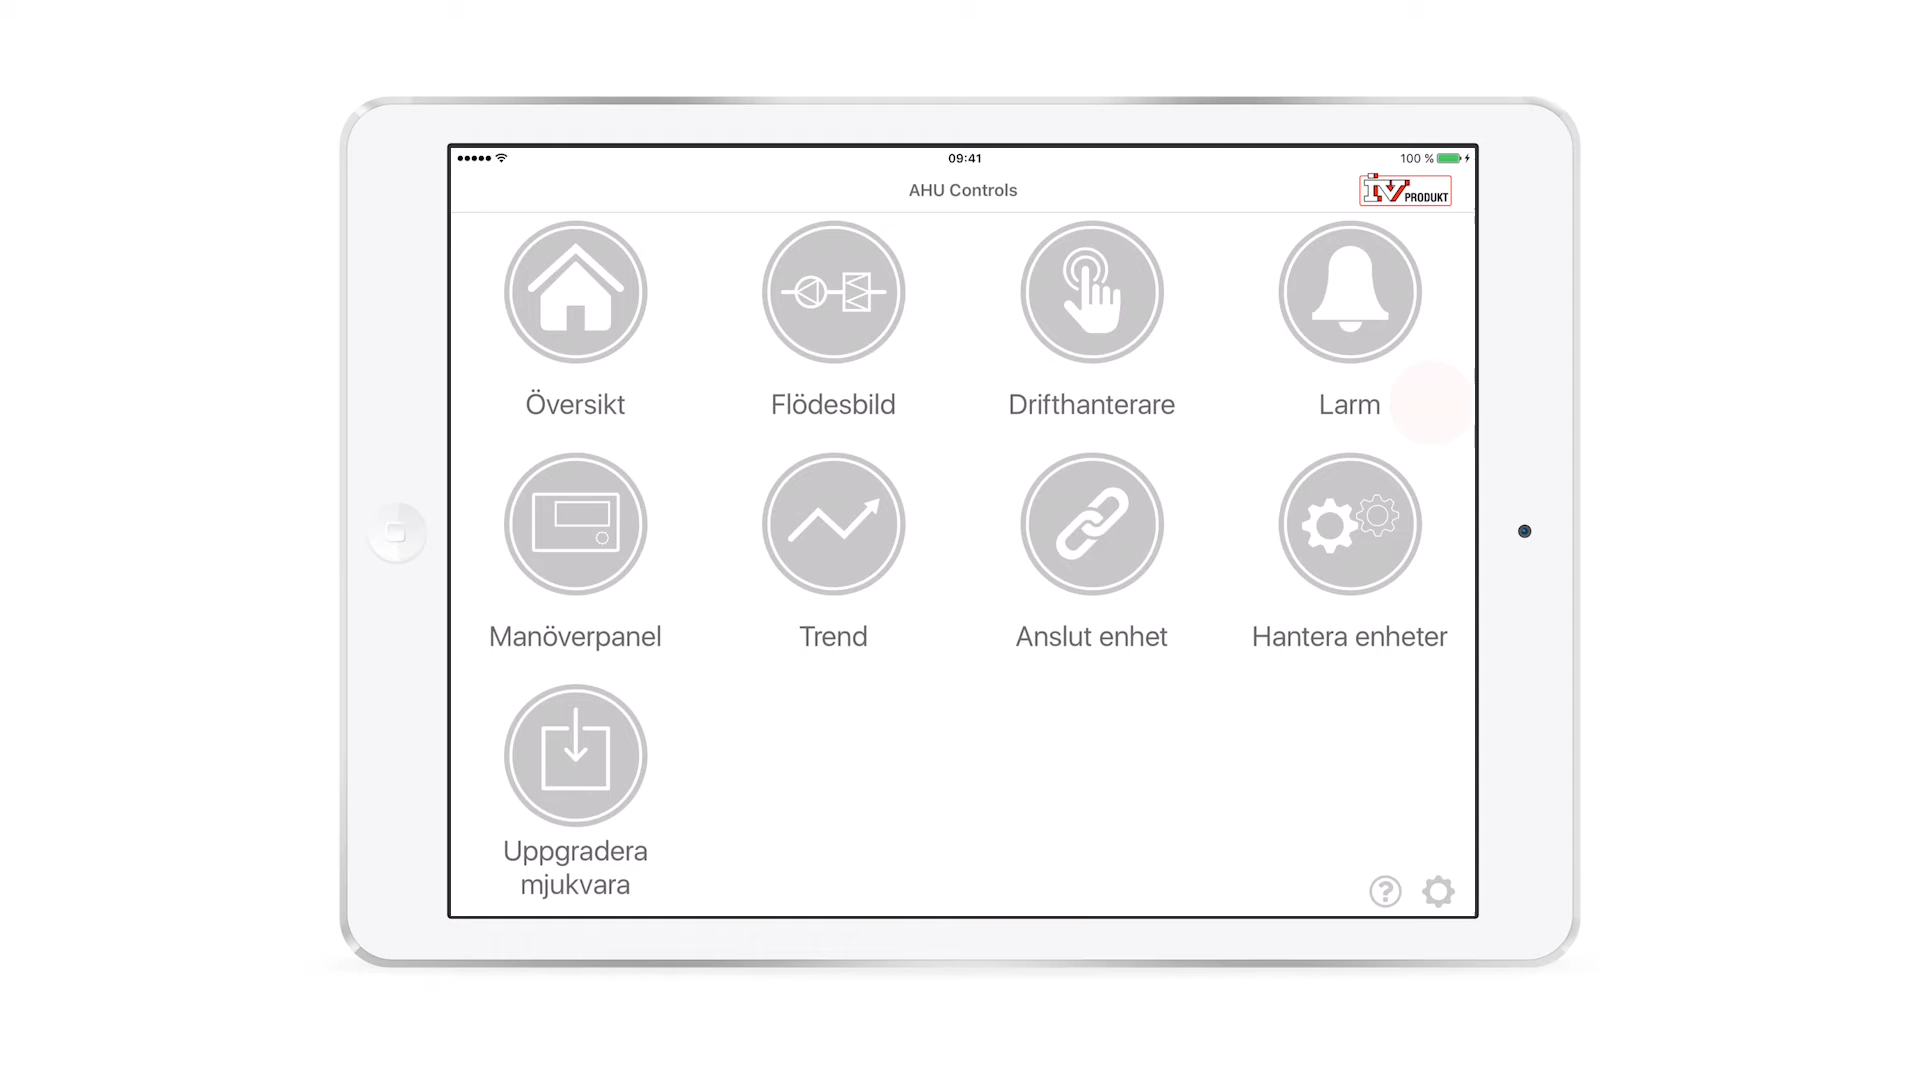 09:41
100 %
AHU Controls
IV PRODUKT
Översikt
Flödesbild
Drifthanterare
Larm
Manöverpanel
Trend
Anslut enhet
Hantera enheter
Uppgradera
mjukvara
?